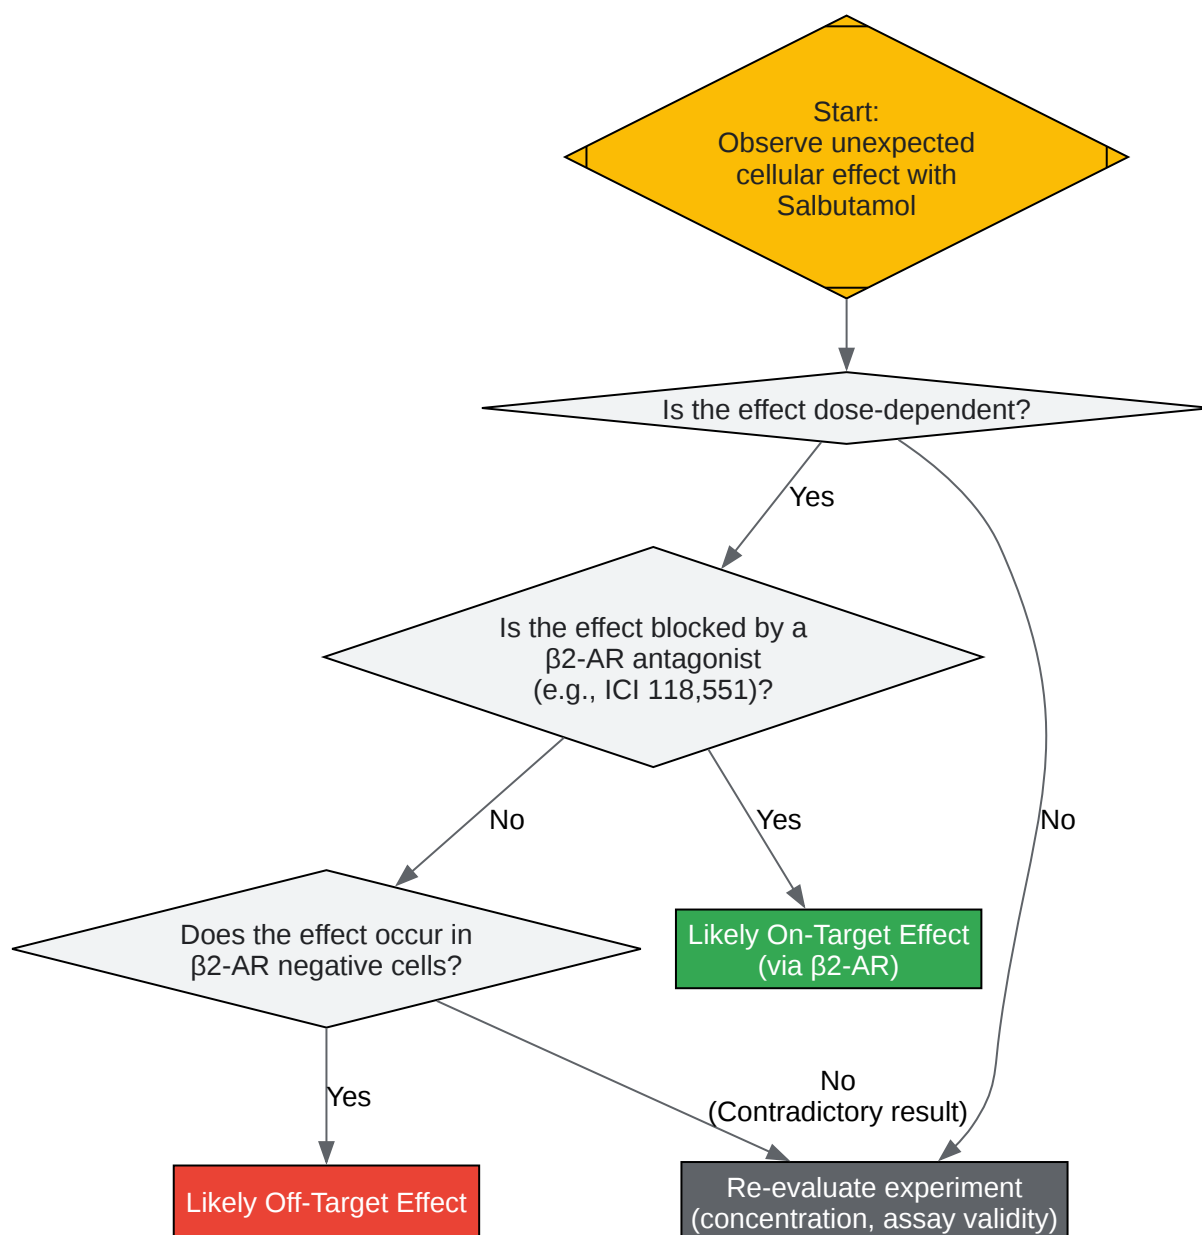 Start:
Observe unexpected
cellular effect with
Salbutamol
Is the effect dose-dependent?
Yes
Is the effect blocked by a
β2-AR antagonist
(e.g., ICI 118,551)?
No
Yes
No
Does the effect occur in
β2-AR negative cells?
Likely On-Target Effect
(via β2-AR)
Yes
No
(Contradictory result)
Likely Off-Target Effect
Re-evaluate experiment
(concentration, assay validity)